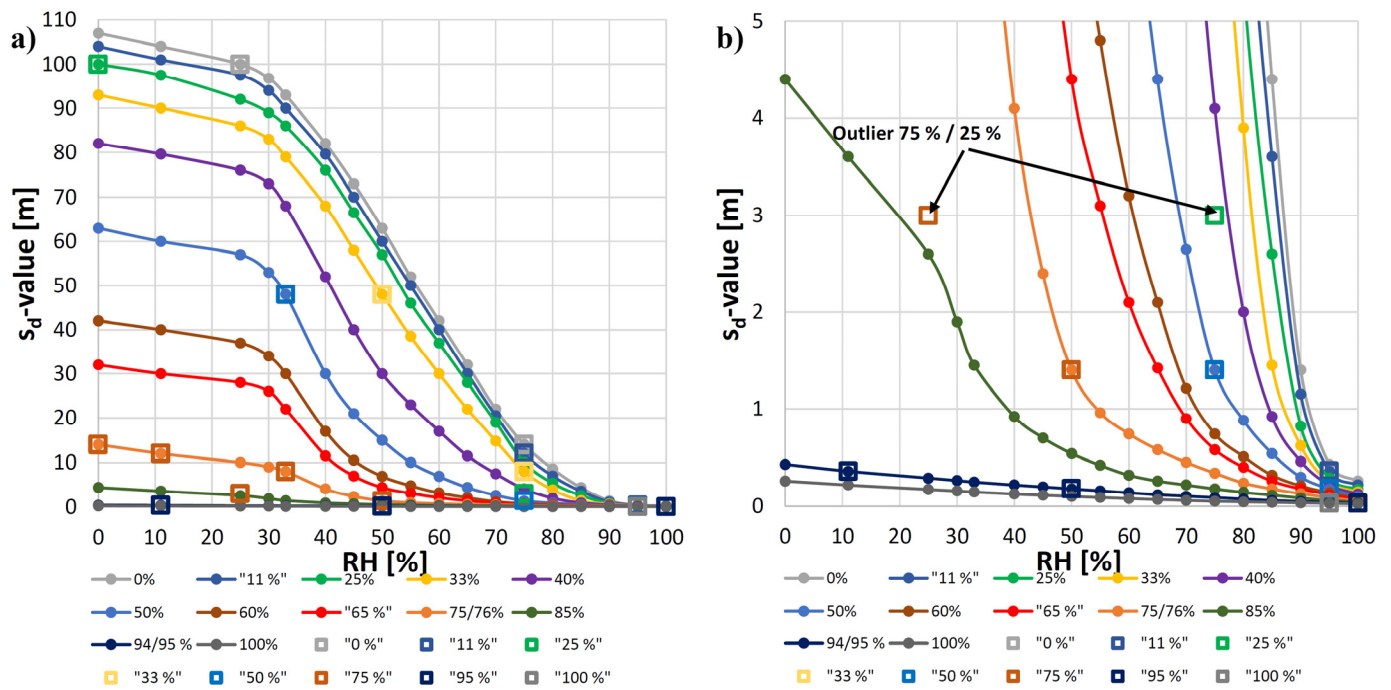 a)
110
100
90
80
70
60
50
40
30
20
10
0
s_d-value [m]
0 10 20 30 40 50 60 70 80 90 100
RH [%]
0% "11 %" 25% 33% 40%
50% 60% "65 %" 75/76% 85%
94/95 % 100% "0 %" "11 %" "25 %"
"33 %" "50 %" "75 %" "95 %" "100 %"
b)
5
4
3
2
1
0
s_d-value [m]
Outlier 75 % / 25 %
0 10 20 30 40 50 60 70 80 90 100
RH [%]
0% "11 %" 25% 33% 40%
50% 60% "65 %" 75/76% 85%
94/95 % 100% "0 %" "11 %" "25 %"
"33 %" "50 %" "75 %" "95 %" "100 %"